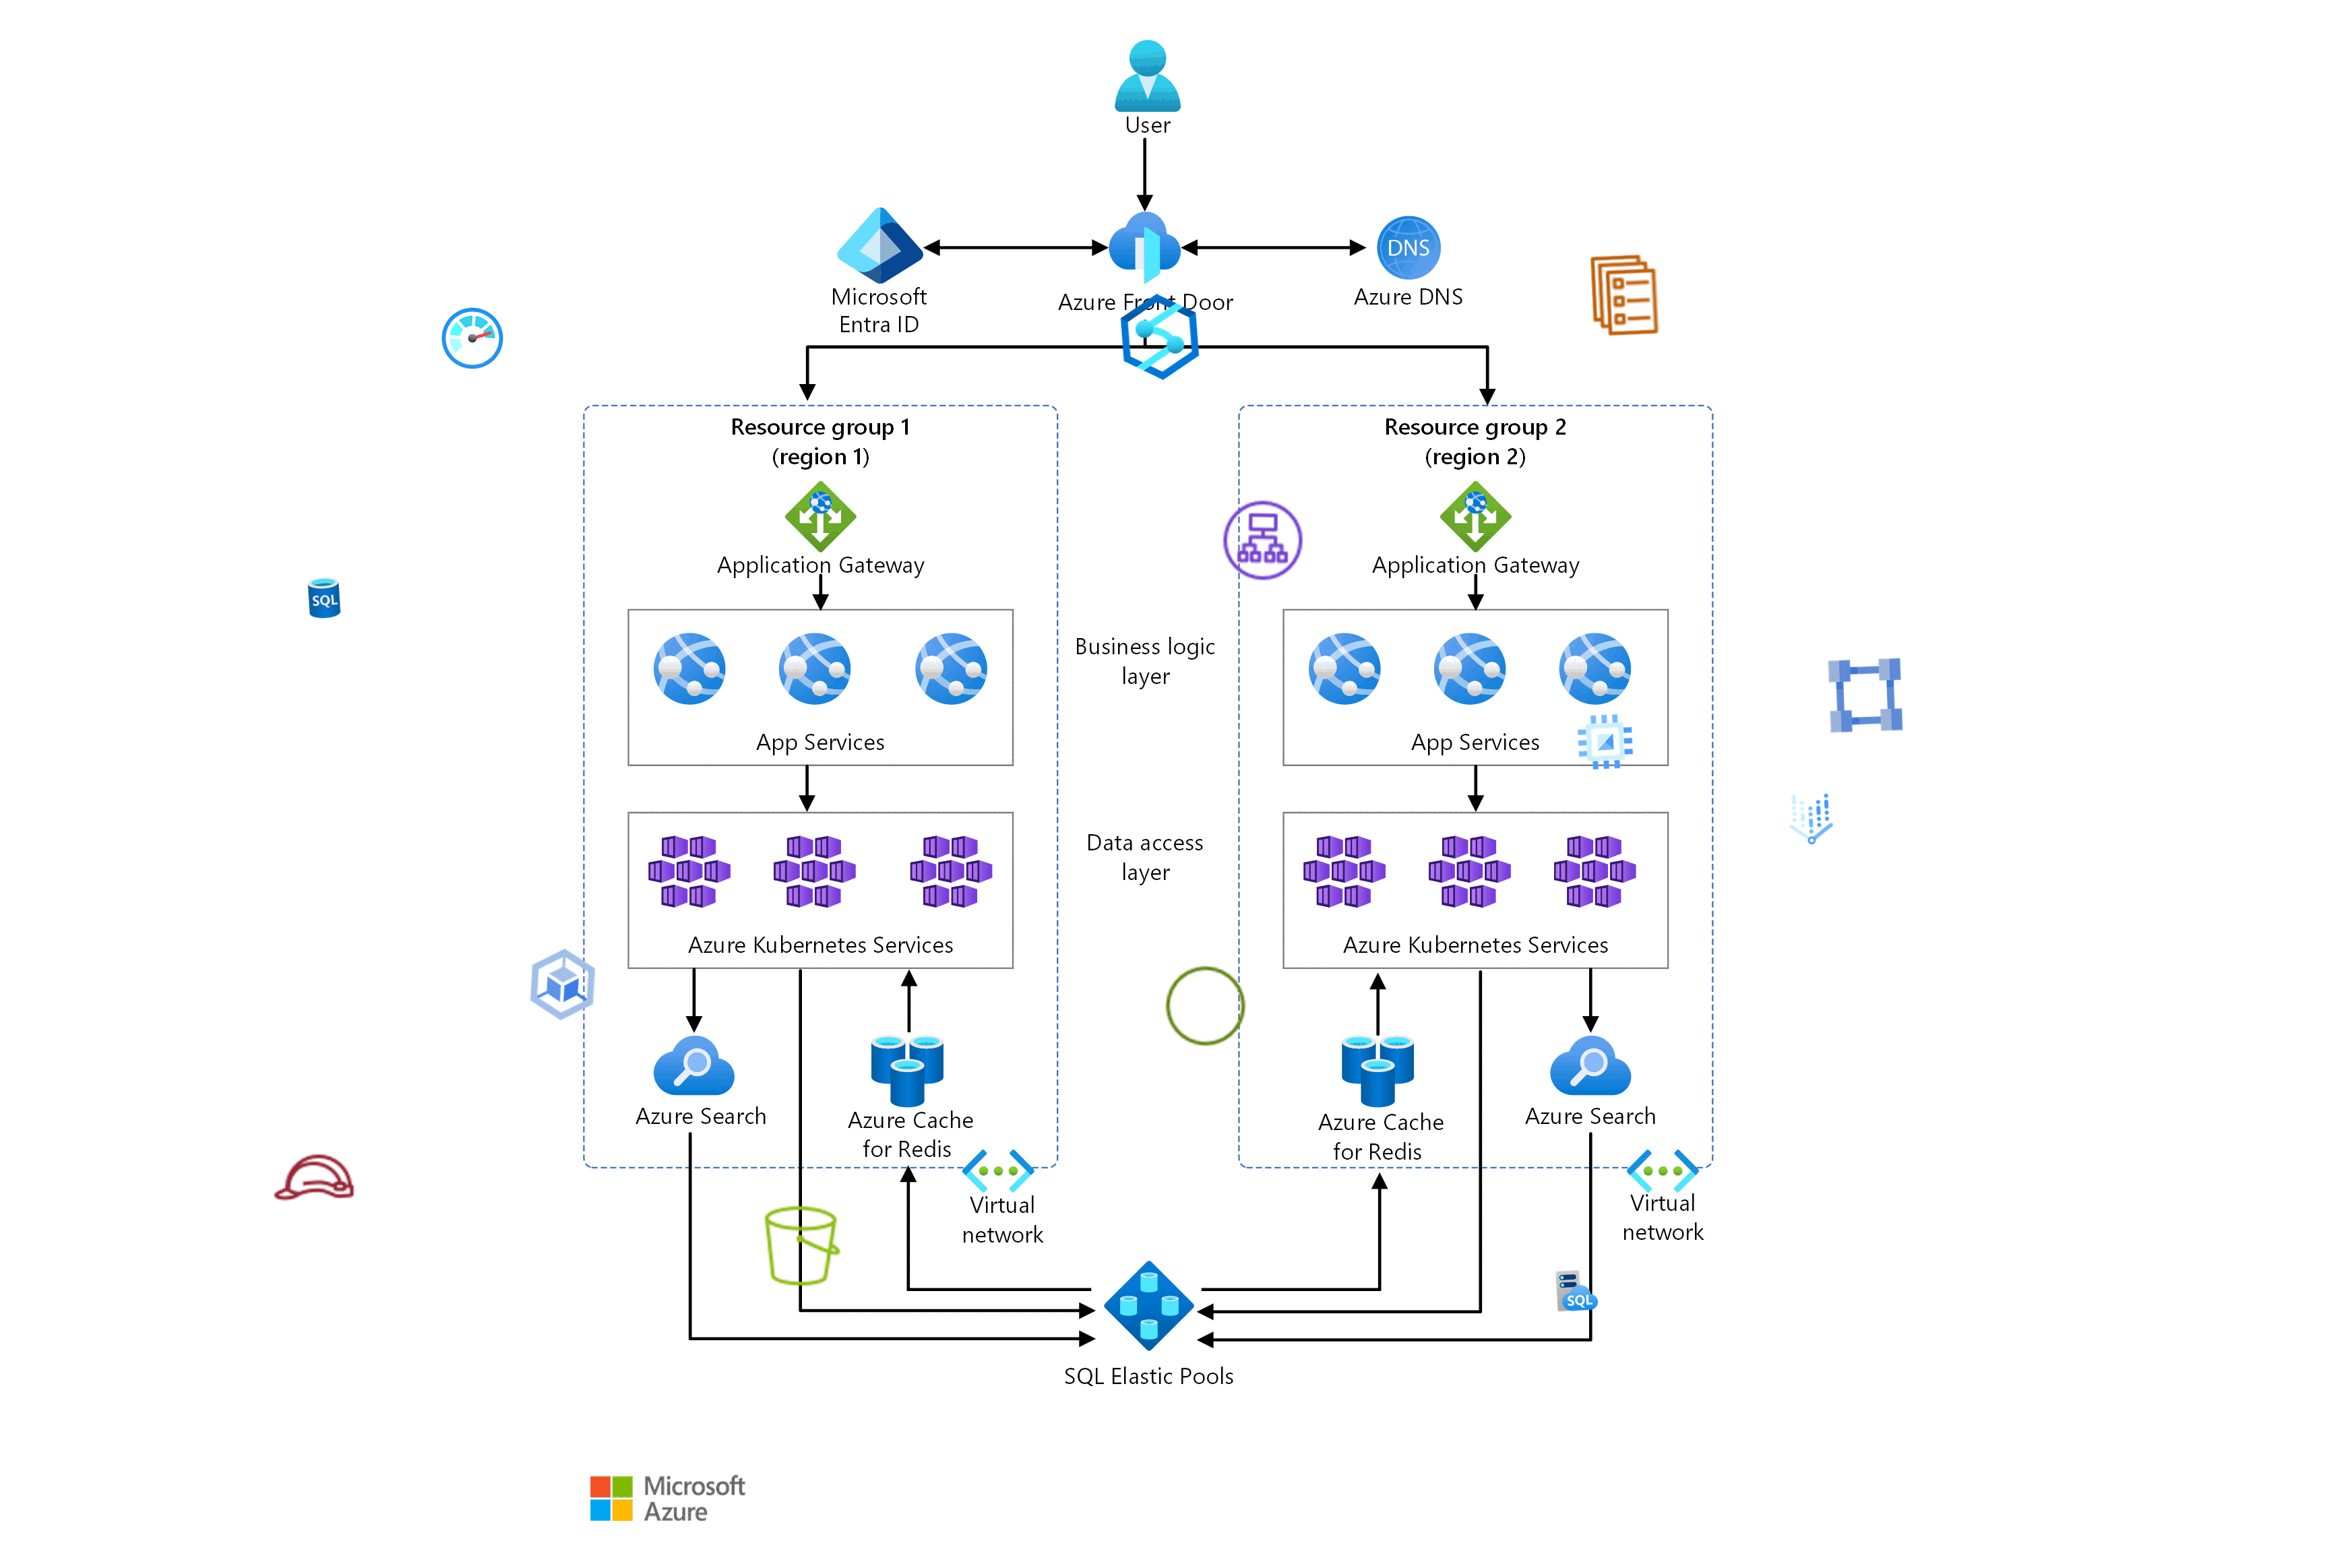 User
DNS
Microsoft
Entra ID
Azure Front Door
Azure DNS
Resource group 1
(region 1)
Resource group 2
(region 2)
Application Gateway
Application Gateway
SQL
Business logic
layer
App Services
App Services
Data access
layer
Azure Kubernetes Services
Azure Kubernetes Services
Azure Search
Azure Cache
for Redis
Azure Cache
for Redis
Azure Search
Virtual
network
Virtual
network
SQL
SQL Elastic Pools
Microsoft
Azure